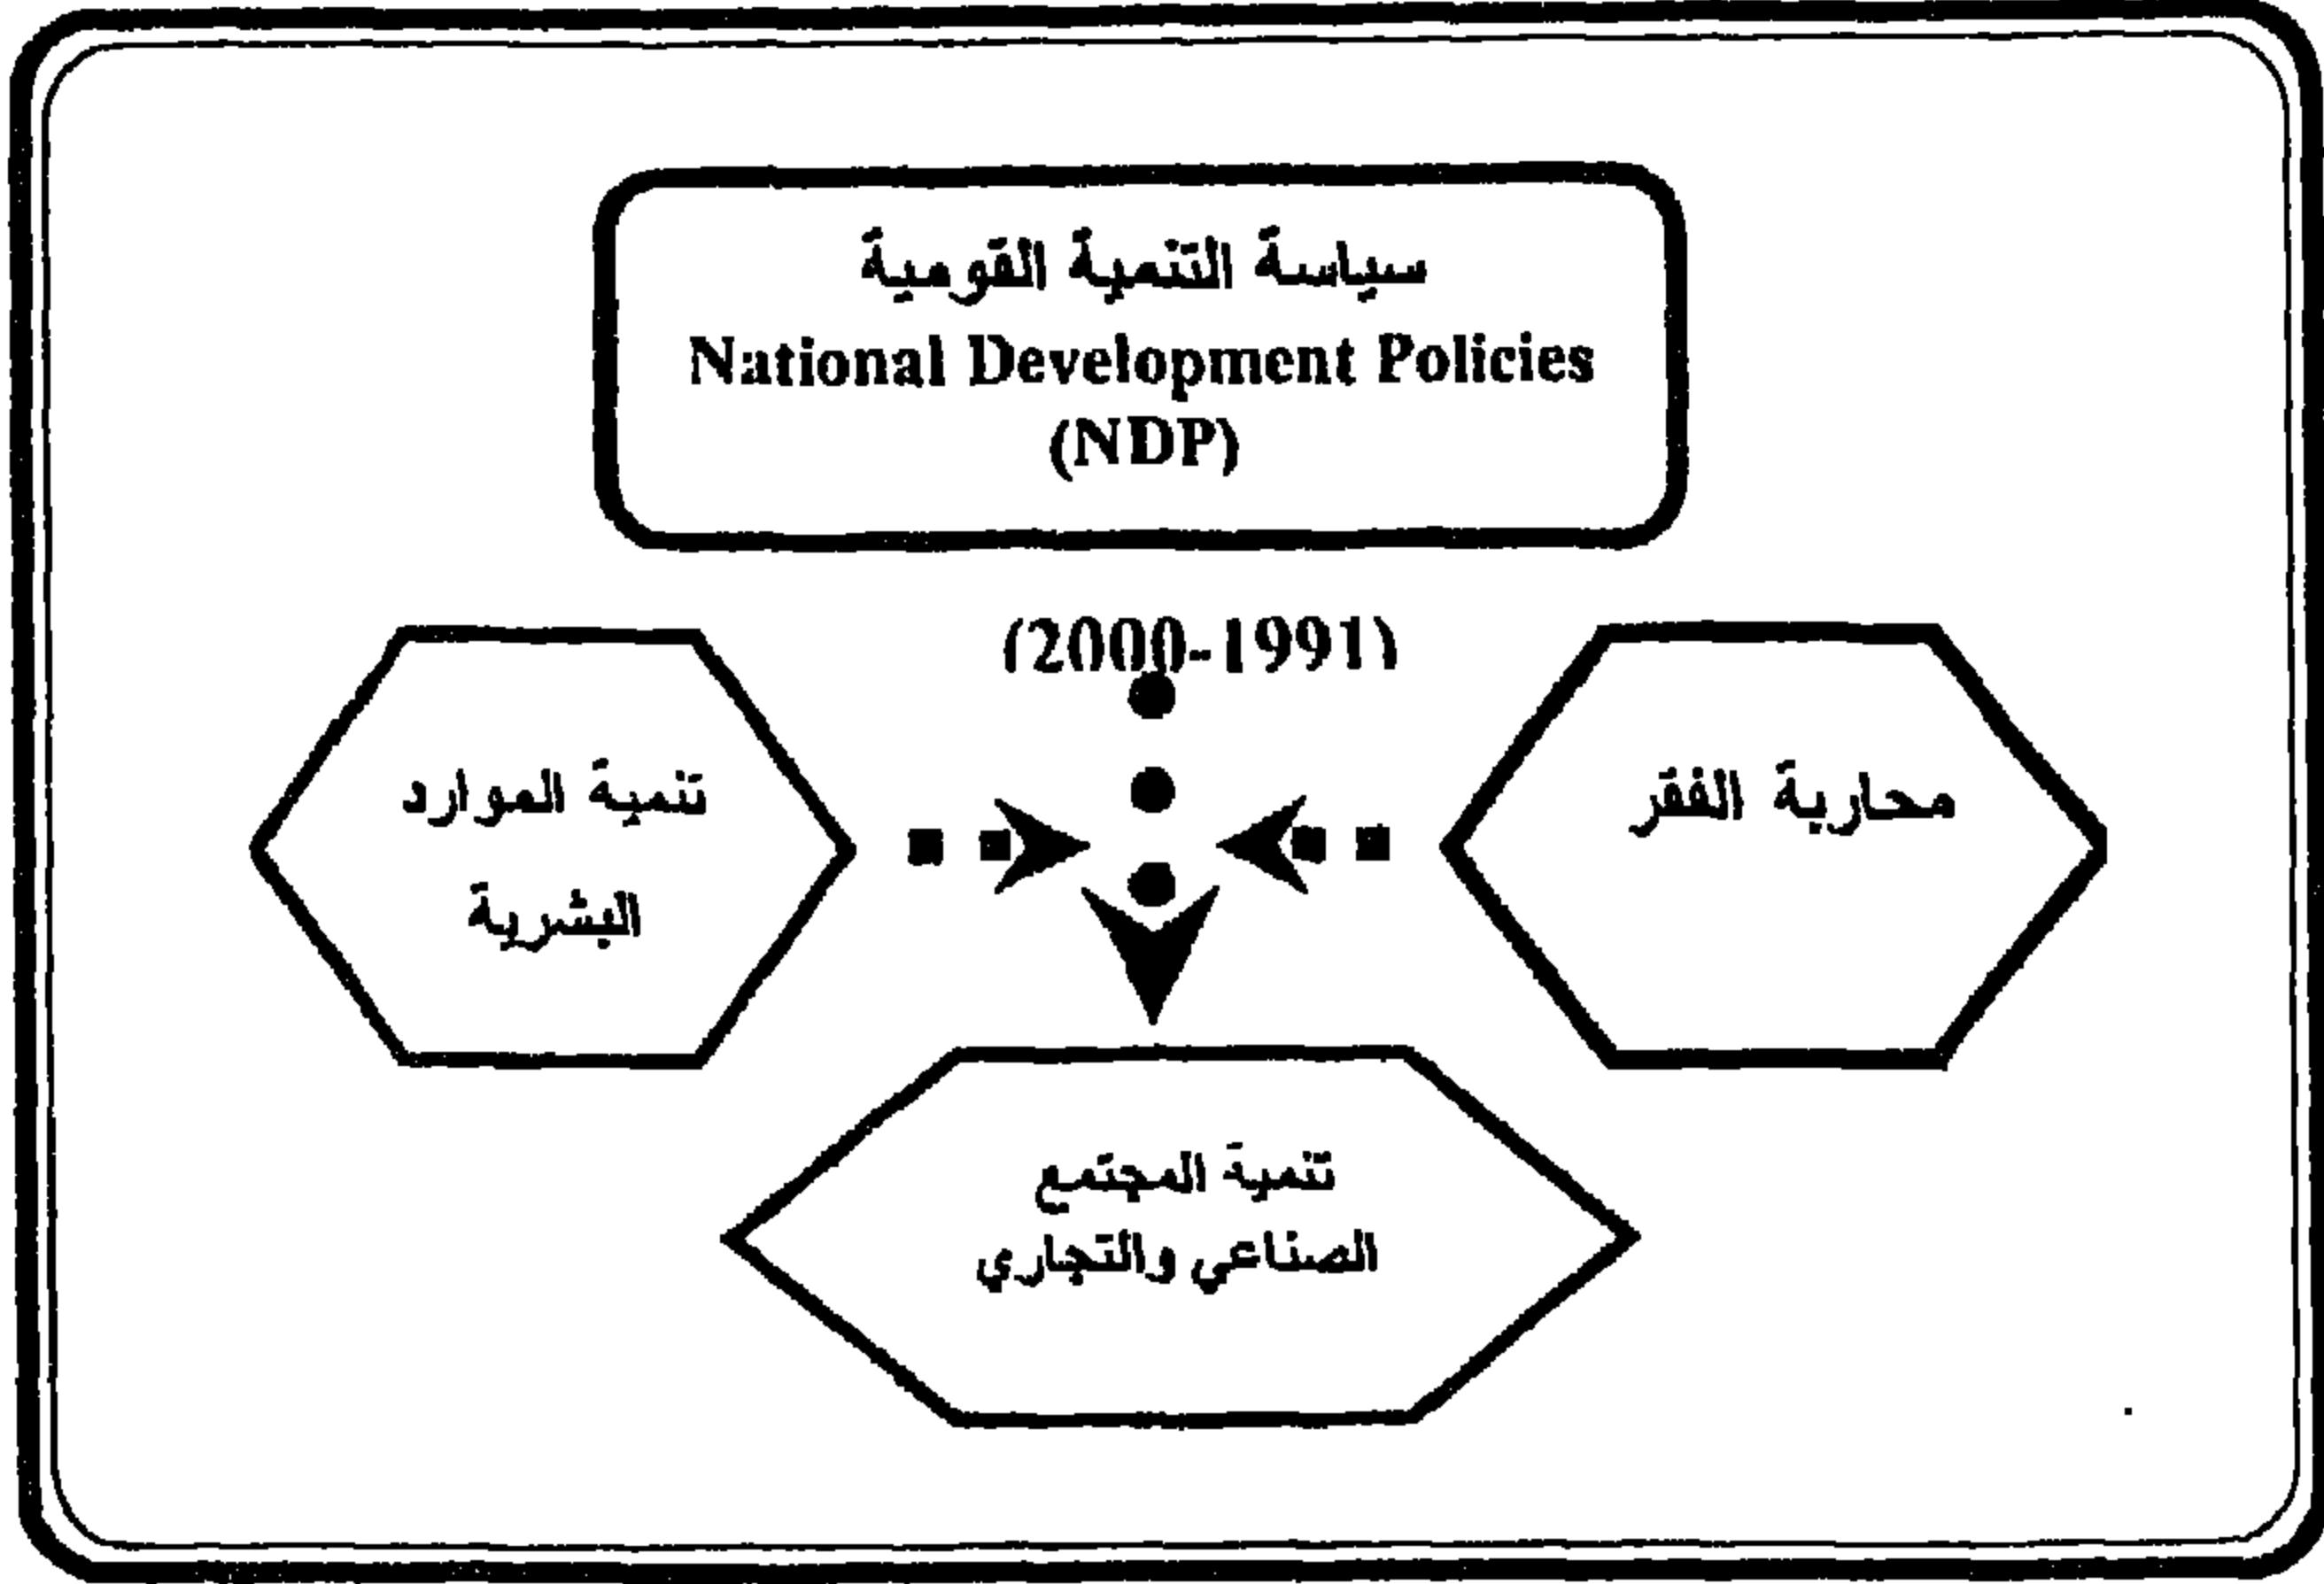 سياسة التنمية القومية
National Development Policies
(NDP)
(2000-1991)
محاربة الفقر
تنمية الموارد
البشرية
تنمية المجتمع
الصناعي والتجاري